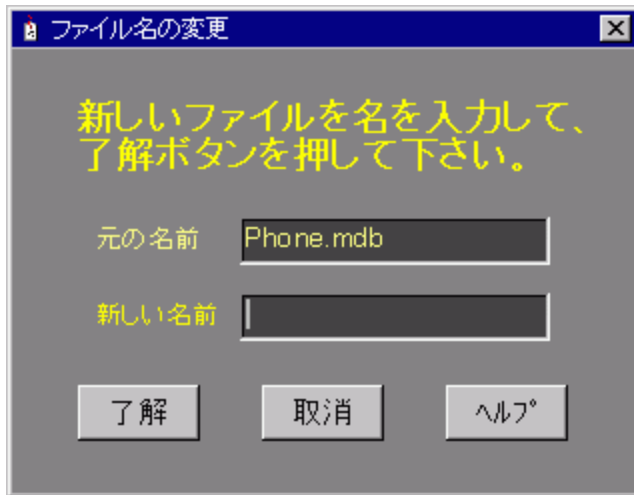 ファイル名の変更
新しいファイルを名を入力して、
了解ボタンを押して下さい。
元の名前 Phone.mdb
新しい名前
了解 取消 ﾍﾙﾌﾟ